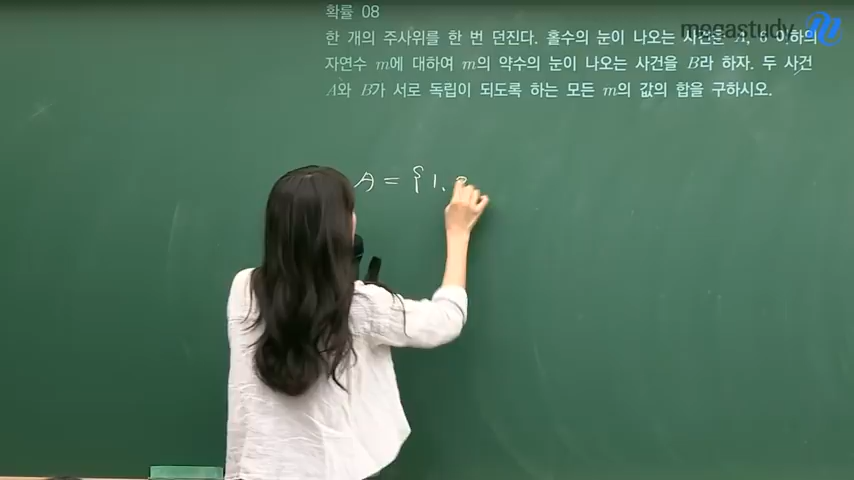 확률 08
한 개의 주사위를 한 번 던진다. 홀수의 눈이 나오는 사건을 A, 6 이하의
자연수 m에 대하여 m의 약수의 눈이 나오는 사건을 B라 하자. 두 사건
A와 B가 서로 독립이 되도록 하는 모든 m의 값의 합을 구하시오.
megastudy
A = { 1,